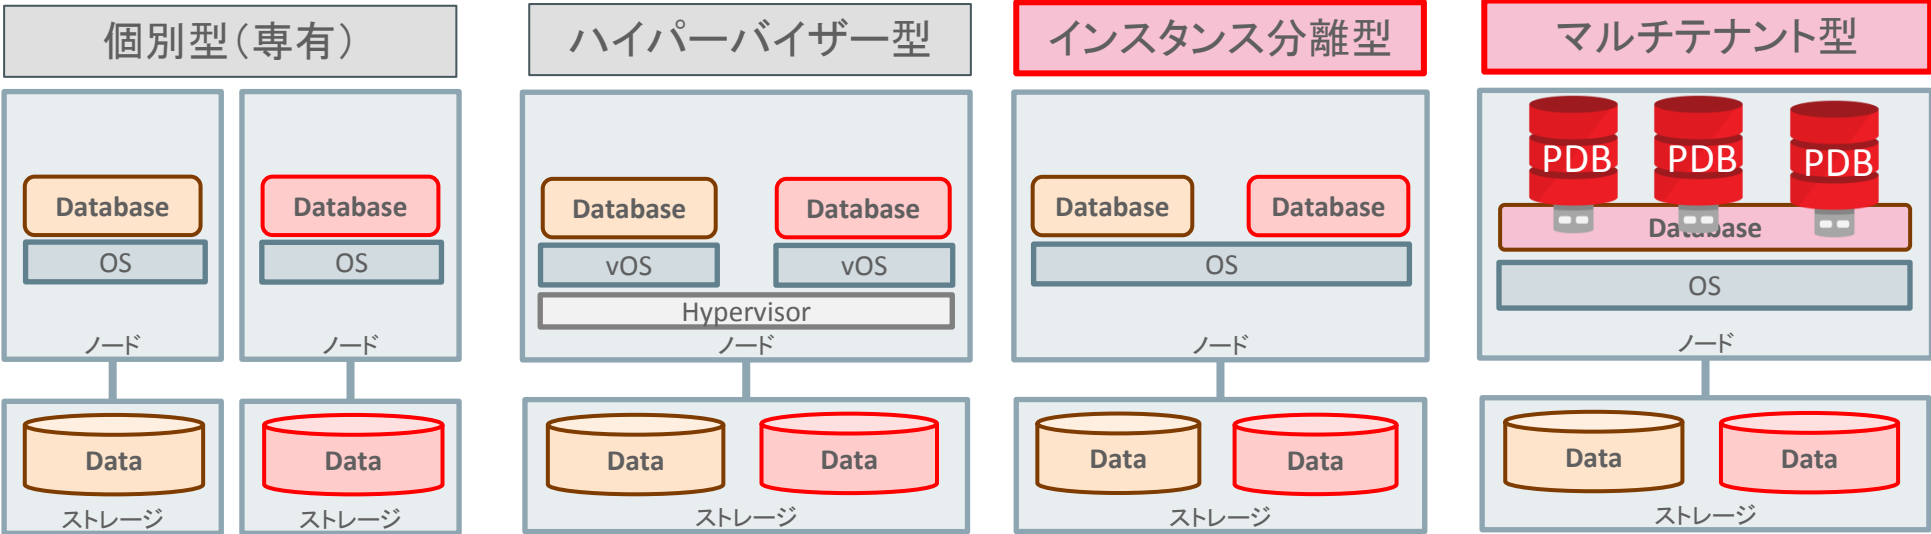 個別型（専有）
Database
OS
ノード
Data
ストレージ
Database
OS
ノード
Data
ストレージ
ハイパーバイザー型
Database
Database
vOS
vOS
Hypervisor
ノード
Data
Data
ストレージ
インスタンス分離型
Database
Database
OS
ノード
Data
Data
ストレージ
マルチテナント型
PDB
PDB
PDB
Database
OS
ノード
Data
Data
ストレージ